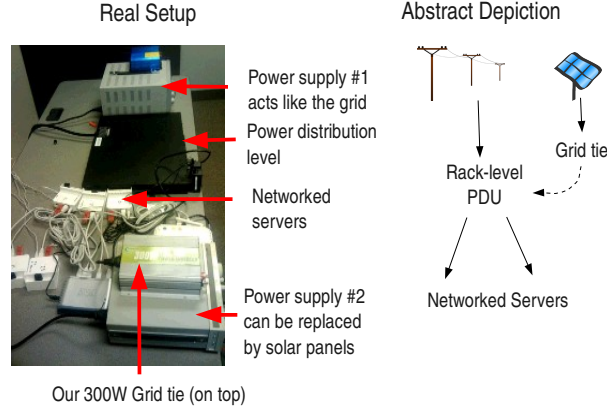 Real Setup
Abstract Depiction
Power supply #1
acts like the grid
Power distribution
level
Networked
servers
Power supply #2
can be replaced
by solar panels
Our 300W Grid tie (on top)
300W
Grid tie
Rack-level
PDU
Networked Servers